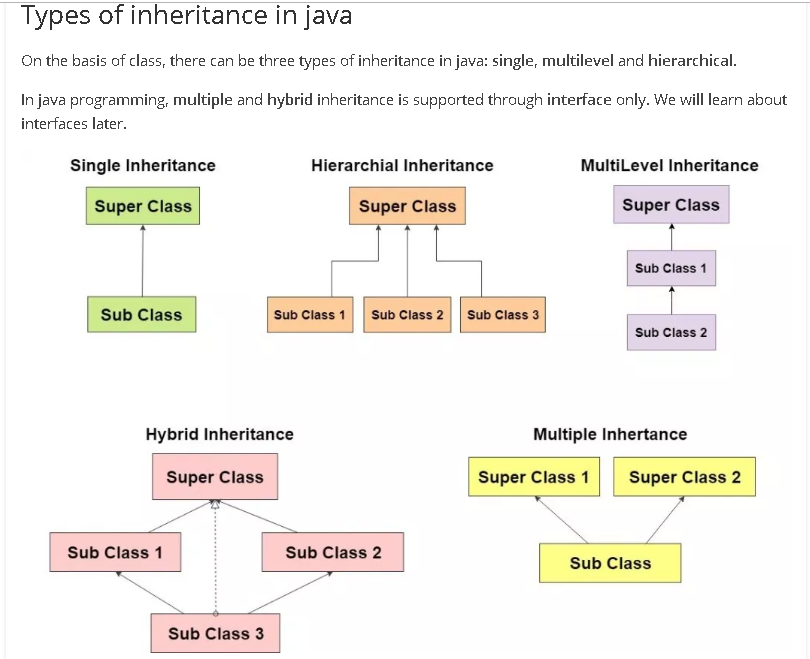 Types of inheritance in java
On the basis of class, there can be three types of inheritance in java: single, multilevel and hierarchical.
In java programming, multiple and hybrid inheritance is supported through interface only. We will learn about
interfaces later.
Single Inheritance
Super Class
Sub Class
Hierarchial Inheritance
Super Class
Sub Class 1
Sub Class 2
Sub Class 3
MultiLevel Inheritance
Super Class
Sub Class 1
Sub Class 2
Hybrid Inheritance
Super Class
Sub Class 1
Sub Class 2
Sub Class 3
Multiple Inhertance
Super Class 1
Super Class 2
Sub Class